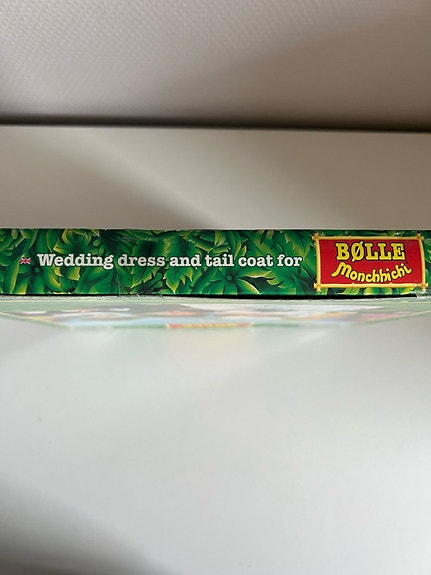 Wedding dress and tail coat for
BØLLE
Monchhichi